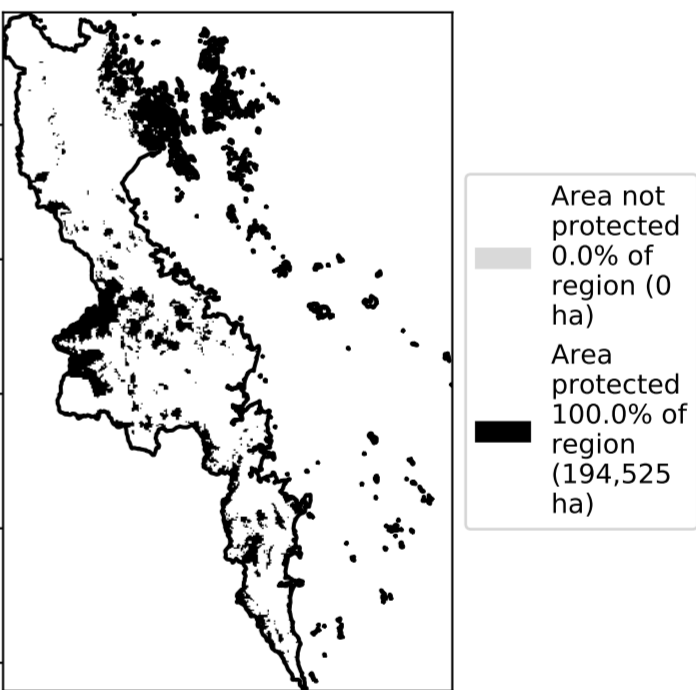 Area not
protected
0.0% of
region (0
ha)
Area
protected
100.0% of
region
(194,525
ha)